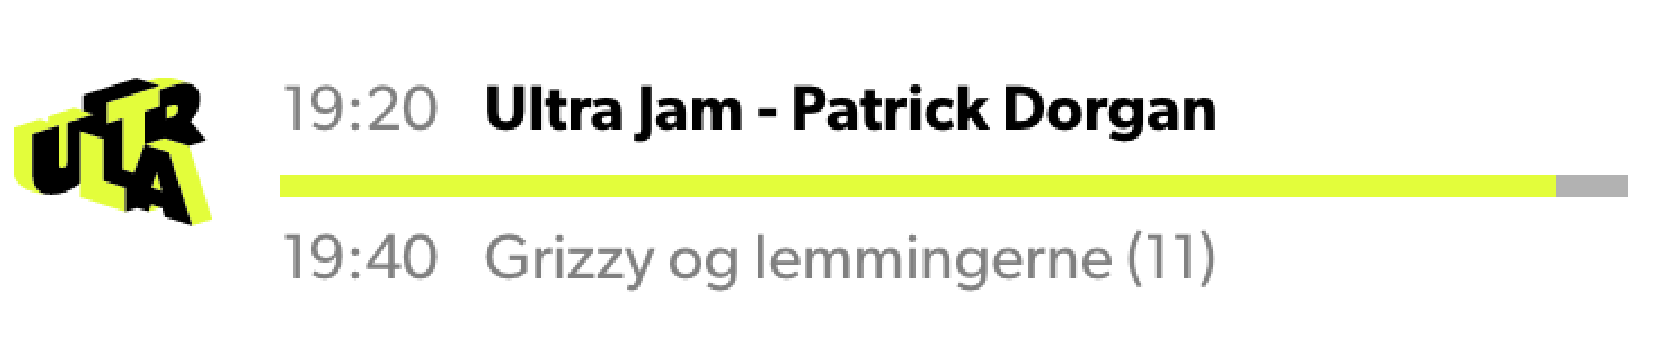 ULTRA
19:20 Ultra Jam - Patrick Dorgan
19:40 Grizzy og lemmingerne (11)